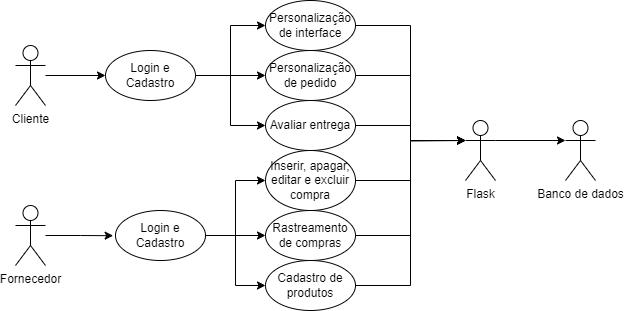 Personalização
de interface
Login e
Cadastro
Personalização
de pedido
Cliente
Avaliar entrega
Inserir, apagar,
editar e excluir
compra
Flask
Banco de dados
Login e
Cadastro
Rastreamento
de compras
Fornecedor
Cadastro de
produtos